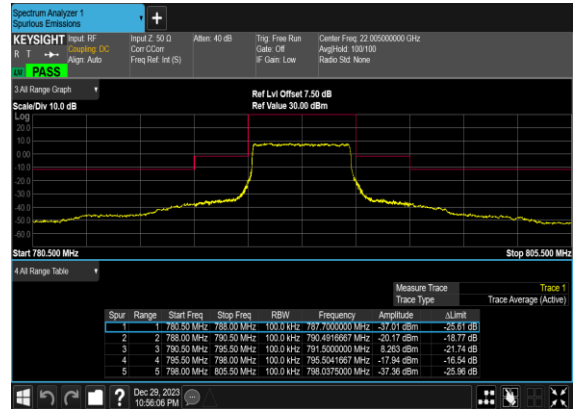 Spectrum Analyzer 1
Spurious Emissions
+
KEYSIGHT Input: RF Input Z: 50 Ω Atten: 40 dB Trig: Free Run Center Freq: 22.005000000 GHz
R T Coupling: DC Corr CCorr Gate: Off Avg|Hold: 100/100
Align: Auto Freq Ref: Int (S) IF Gain: Low Radio Std: None
LW PASS
3 All Range Graph Ref Lvl Offset 7.50 dB
Scale/Div 10.0 dB Ref Value 30.00 dBm
Log
20.0
10.0
0.00
-10.0
-20.0
-30.0
-40.0
-50.0
-60.0
Start 780.500 MHz Stop 805.500 MHz
4 All Range Table
Measure Trace Trace 1
Trace Type Trace Average (Active)
Spur Range Start Freq Stop Freq RBW Frequency Amplitude ΔLimit
1 1 780.50 MHz 788.00 MHz 100.0 kHz 787.7000000 MHz -37.01 dBm -25.61 dB
2 2 788.00 MHz 790.50 MHz 100.0 kHz 790.4916667 MHz -20.17 dBm -18.77 dB
3 3 790.50 MHz 795.50 MHz 100.0 kHz 791.5000000 MHz 8.263 dBm -21.74 dB
4 4 795.50 MHz 798.00 MHz 100.0 kHz 795.5041667 MHz -17.94 dBm -16.54 dB
5 5 798.00 MHz 805.50 MHz 100.0 kHz 798.0375000 MHz -37.36 dBm -25.96 dB
? Dec 29, 2023
10:56:06 PM